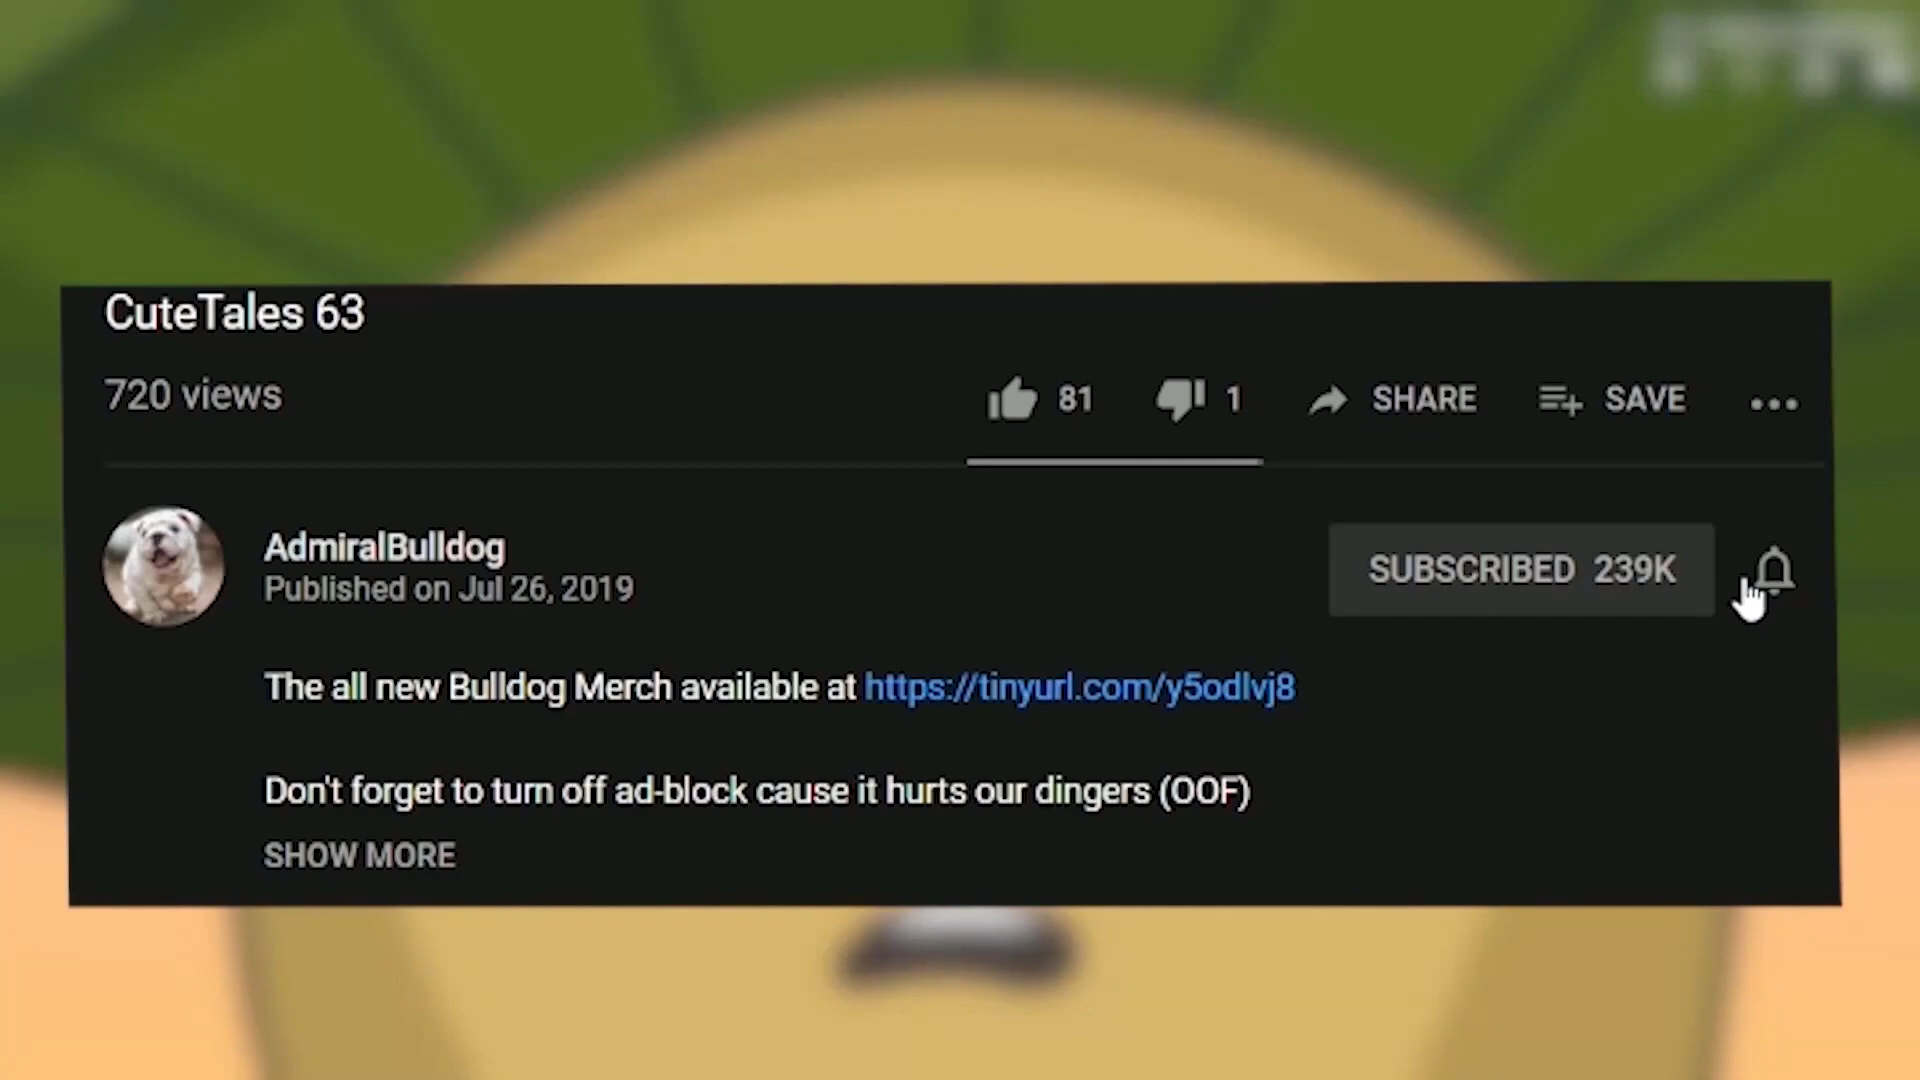 CuteTales 63
720 views
81
1
SHARE
SAVE
AdmiralBulldog
Published on Jul 26, 2019
SUBSCRIBED 239K
The all new Bulldog Merch available at https://tinyurl.com/y5odlvj8
Don't forget to turn off ad-block cause it hurts our dingers (OOF)
SHOW MORE